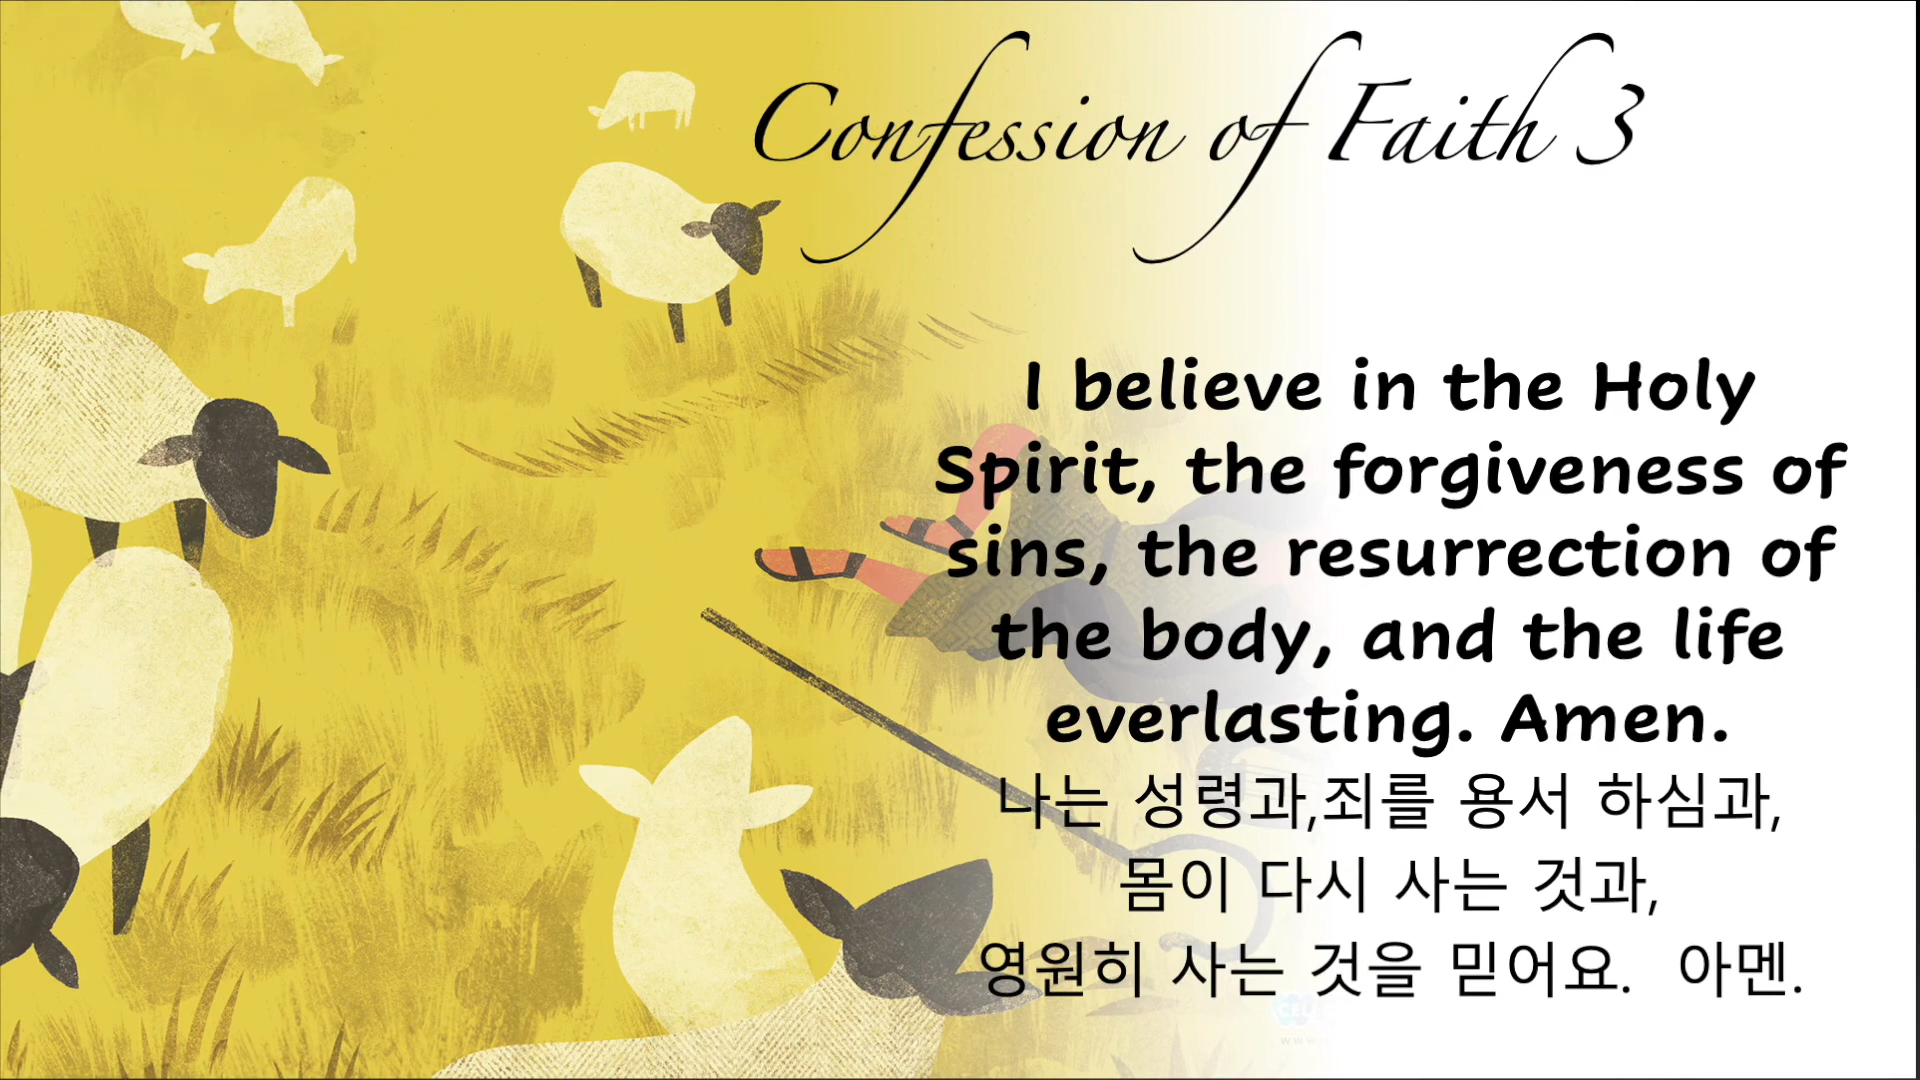 Confession of Faith 3
I believe in the Holy
Spirit, the forgiveness of
sins, the resurrection of
the body, and the life
everlasting. Amen.
나는 성령과,죄를 용서 하심과,
몸이 다시 사는 것과,
영원히 사는 것을 믿어요. 아멘.